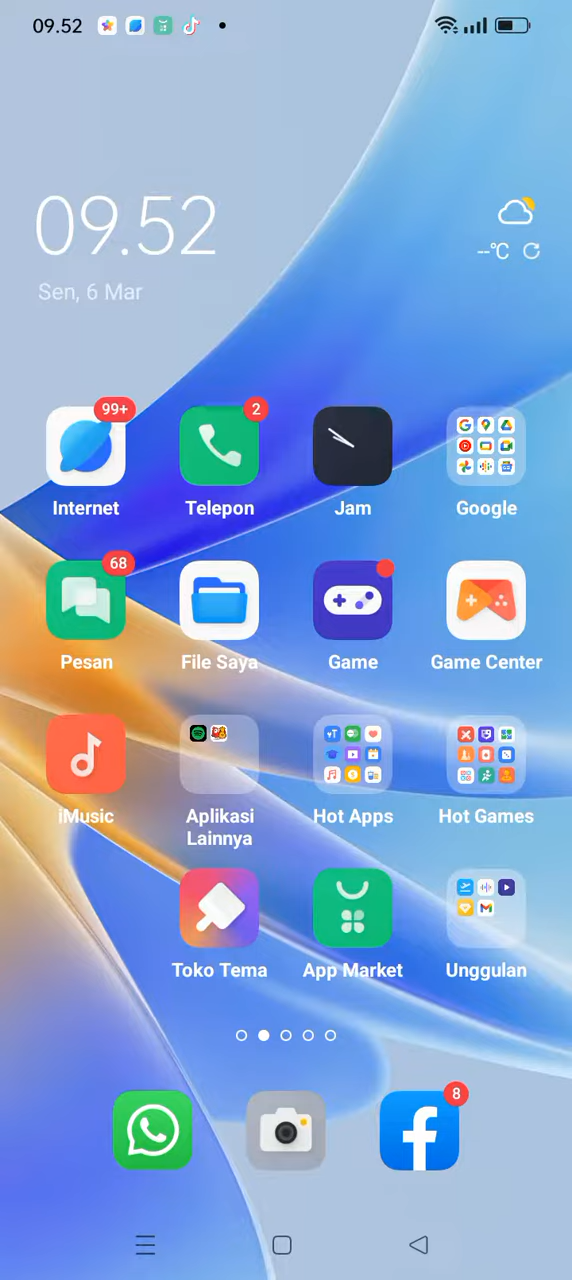 09.52
09.52
--°C
Sen, 6 Mar
99+
2
Internet
Telepon
Jam
Google
68
Pesan
File Saya
Game
Game Center
iMusic
Aplikasi
Lainnya
Hot Apps
Hot Games
Toko Tema
App Market
Unggulan
8